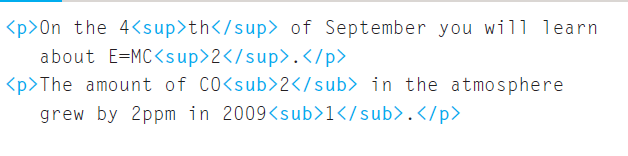 <p>On the 4<sup>th</sup> of September you will learn
about E=MC<sup>2</sup>.</p>
<p>The amount of CO<sub>2</sub> in the atmosphere
grew by 2ppm in 2009<sub>1</sub>.</p>